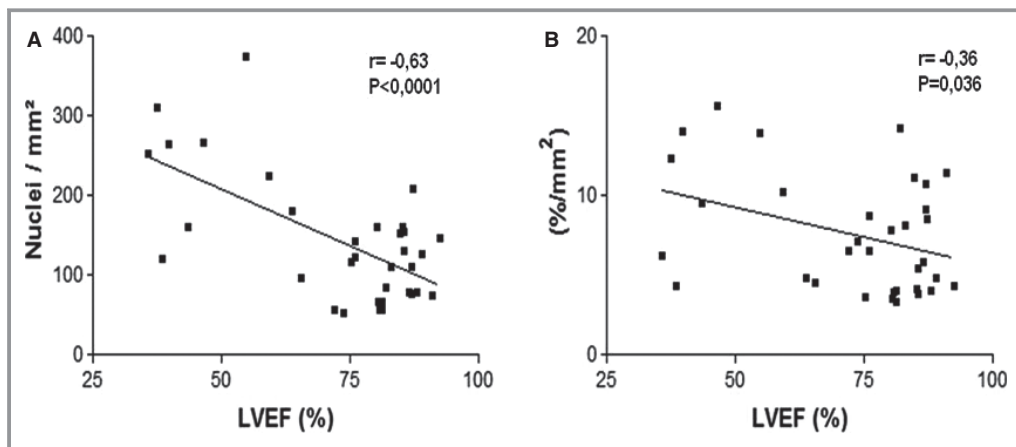 A
400
300
200
100
0
Nuclei / mm²
25
50
75
100
LVEF (%)
r= -0,63
P<0,0001
B
20
10
0
(%/mm²)
25
50
75
100
LVEF (%)
r= -0,36
P=0,036